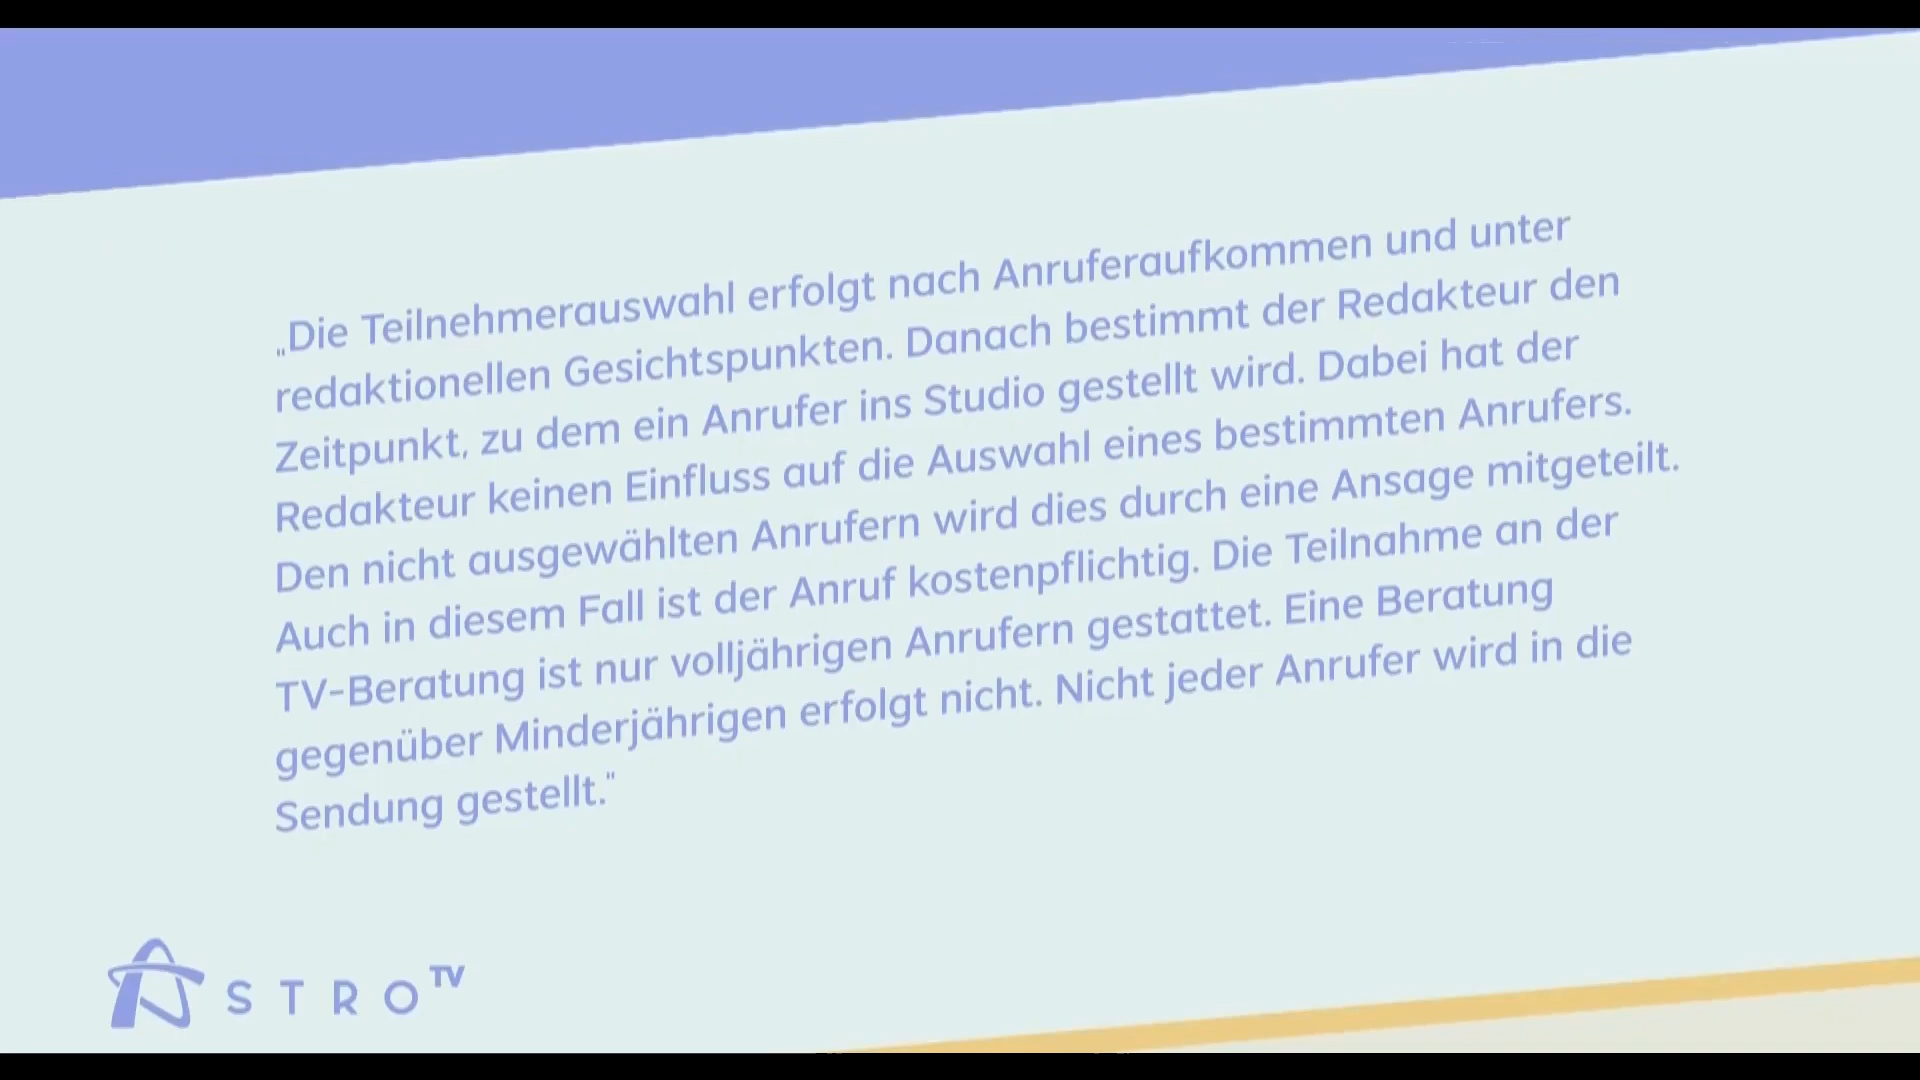 „Die Teilnehmerauswahl erfolgt nach Anruferaufkommen und unter
redaktionellen Gesichtspunkten. Danach bestimmt der Redakteur den
Zeitpunkt, zu dem ein Anrufer ins Studio gestellt wird. Dabei hat der
Redakteur keinen Einfluss auf die Auswahl eines bestimmten Anrufers.
Den nicht ausgewählten Anrufern wird dies durch eine Ansage mitgeteilt.
Auch in diesem Fall ist der Anruf kostenpflichtig. Die Teilnahme an der
TV-Beratung ist nur volljährigen Anrufern gestattet. Eine Beratung
gegenüber Minderjährigen erfolgt nicht. Nicht jeder Anrufer wird in die
Sendung gestellt."
ASTRO TV